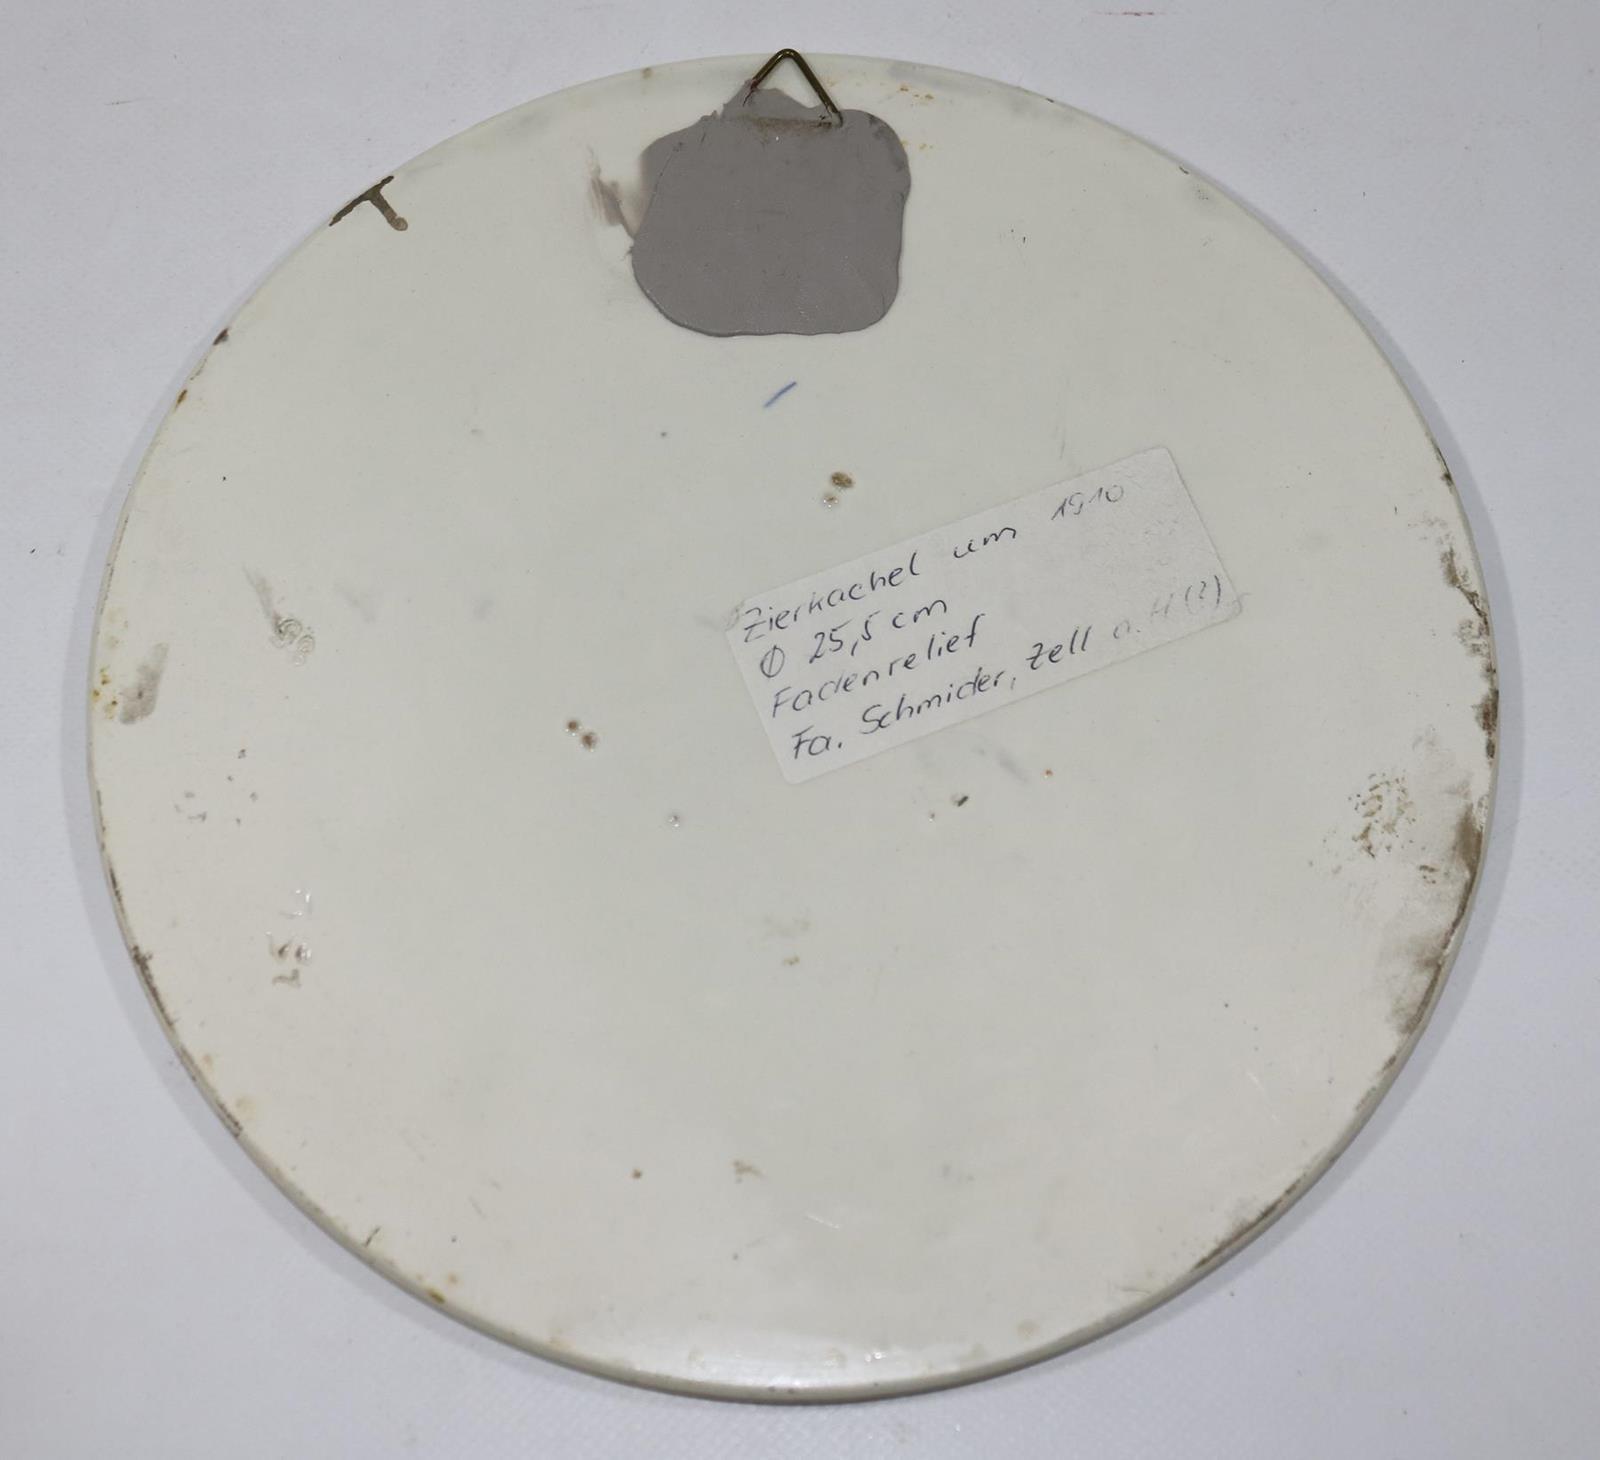 Zierkachel um 1910
Ø 25,5 cm
Fadenrelief
Fa. Schmider, Zell a. H (?)